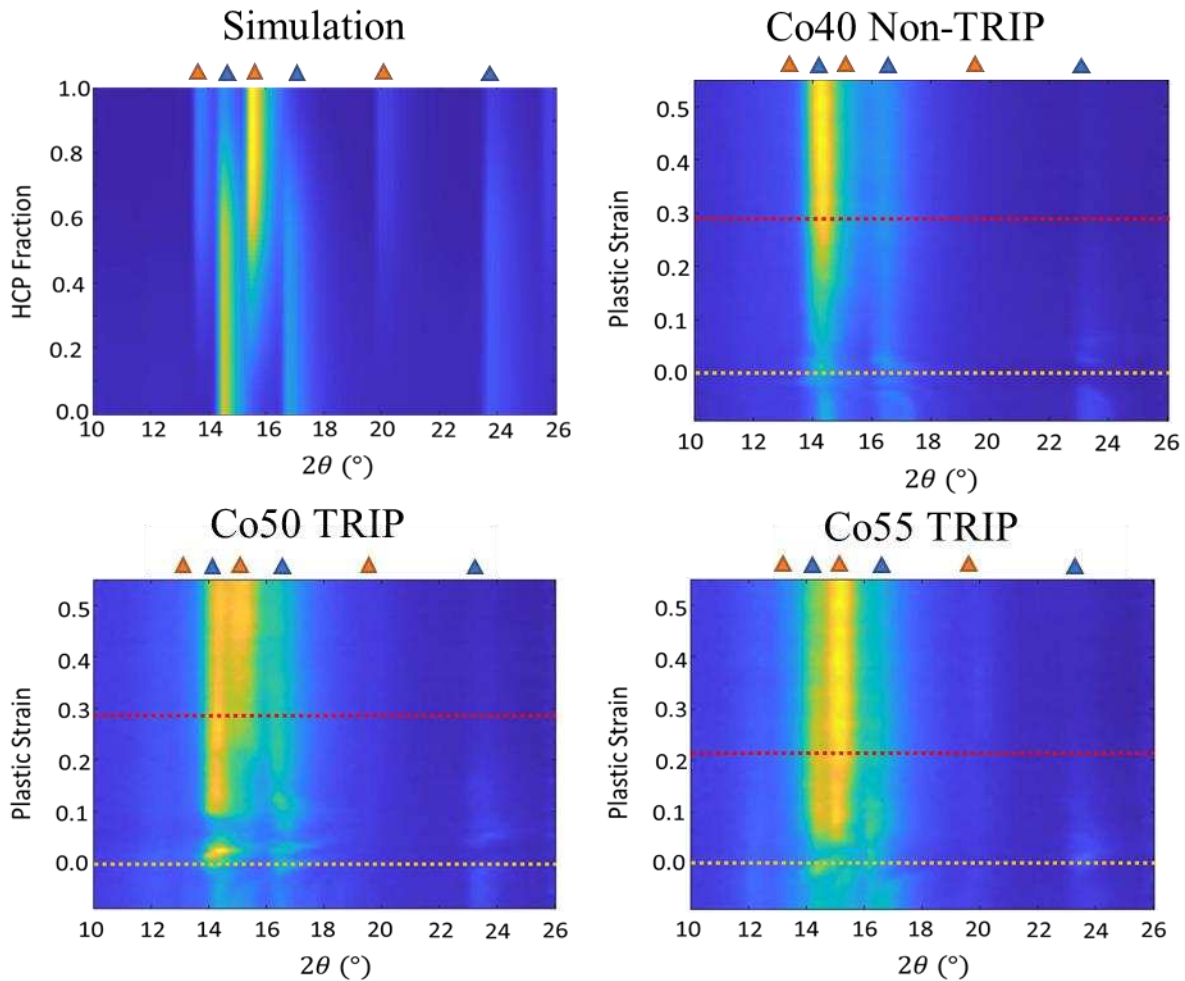 Simulation
HCP Fraction
1.0
0.8
0.6
0.4
0.2
0.0
10 12 14 16 18 20 22 24 26
2θ (°)
Co40 Non-TRIP
Plastic Strain
0.5
0.4
0.3
0.2
0.1
0.0
10 12 14 16 18 20 22 24 26
2θ (°)
Co50 TRIP
Plastic Strain
0.5
0.4
0.3
0.2
0.1
0.0
10 12 14 16 18 20 22 24 26
2θ (°)
Co55 TRIP
Plastic Strain
0.5
0.4
0.3
0.2
0.1
0.0
10 12 14 16 18 20 22 24 26
2θ (°)